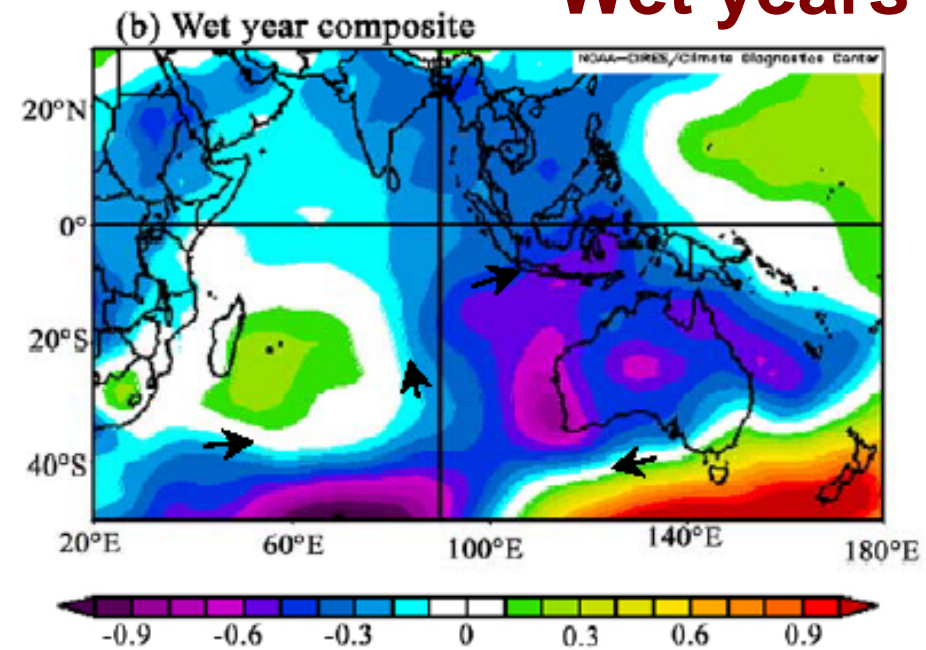 Wet years
(b) Wet year composite
NOAA-CIRES/Climate Diagnostics Center
20°N
0°
20°S
40°S
20°E 60°E 100°E 140°E 180°E
-0.9 -0.6 -0.3 0 0.3 0.6 0.9